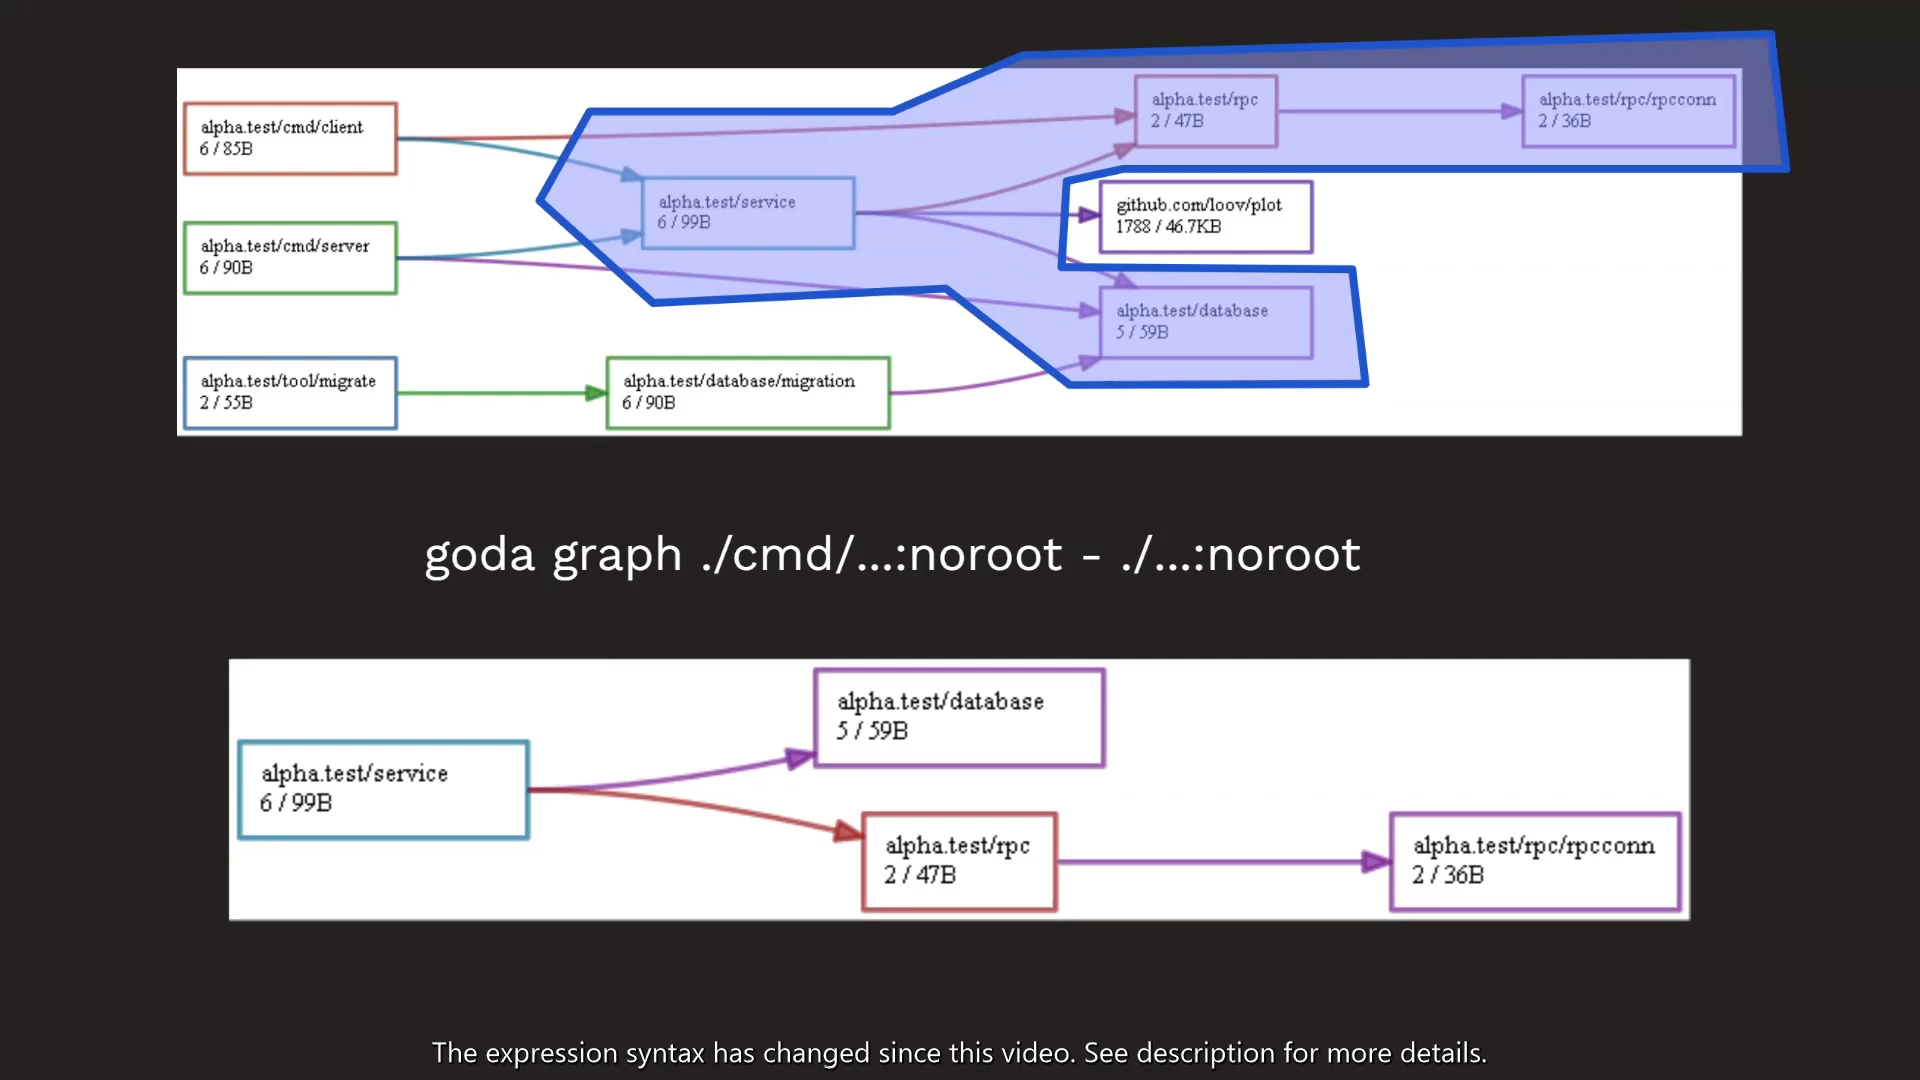 alpha.test/cmd/client
6 / 85B
alpha.test/rpc
2 / 47B
alpha.test/rpc/rpcconn
2 / 36B
alpha.test/service
6 / 99B
github.com/loov/plot
1788 / 46.7KB
alpha.test/cmd/server
6 / 90B
alpha.test/database
5 / 59B
alpha.test/tool/migrate
2 / 55B
alpha.test/database/migration
6 / 90B
goda graph ./cmd/...:noroot - ./...:noroot
alpha.test/database
5 / 59B
alpha.test/service
6 / 99B
alpha.test/rpc
2 / 47B
alpha.test/rpc/rpcconn
2 / 36B
The expression syntax has changed since this video. See description for more details.